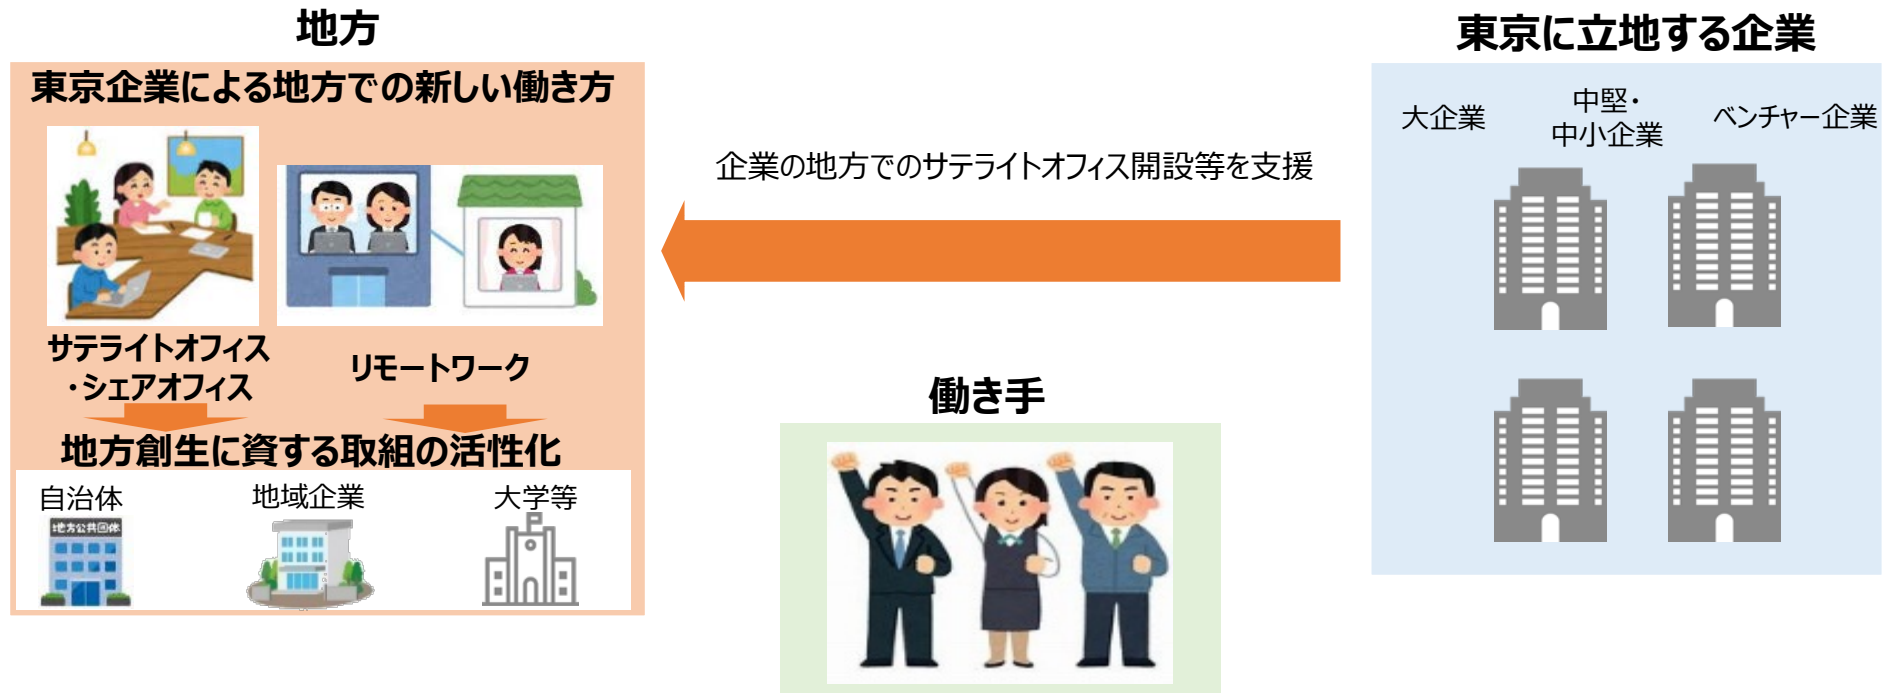 地方
東京企業による地方での新しい働き方
サテライトオフィス
・シェアオフィス
リモートワーク
地方創生に資する取組の活性化
自治体
地域企業
大学等
地方公共団体
企業の地方でのサテライトオフィス開設等を支援
働き手
東京に立地する企業
大企業
中堅・
中小企業
ベンチャー企業